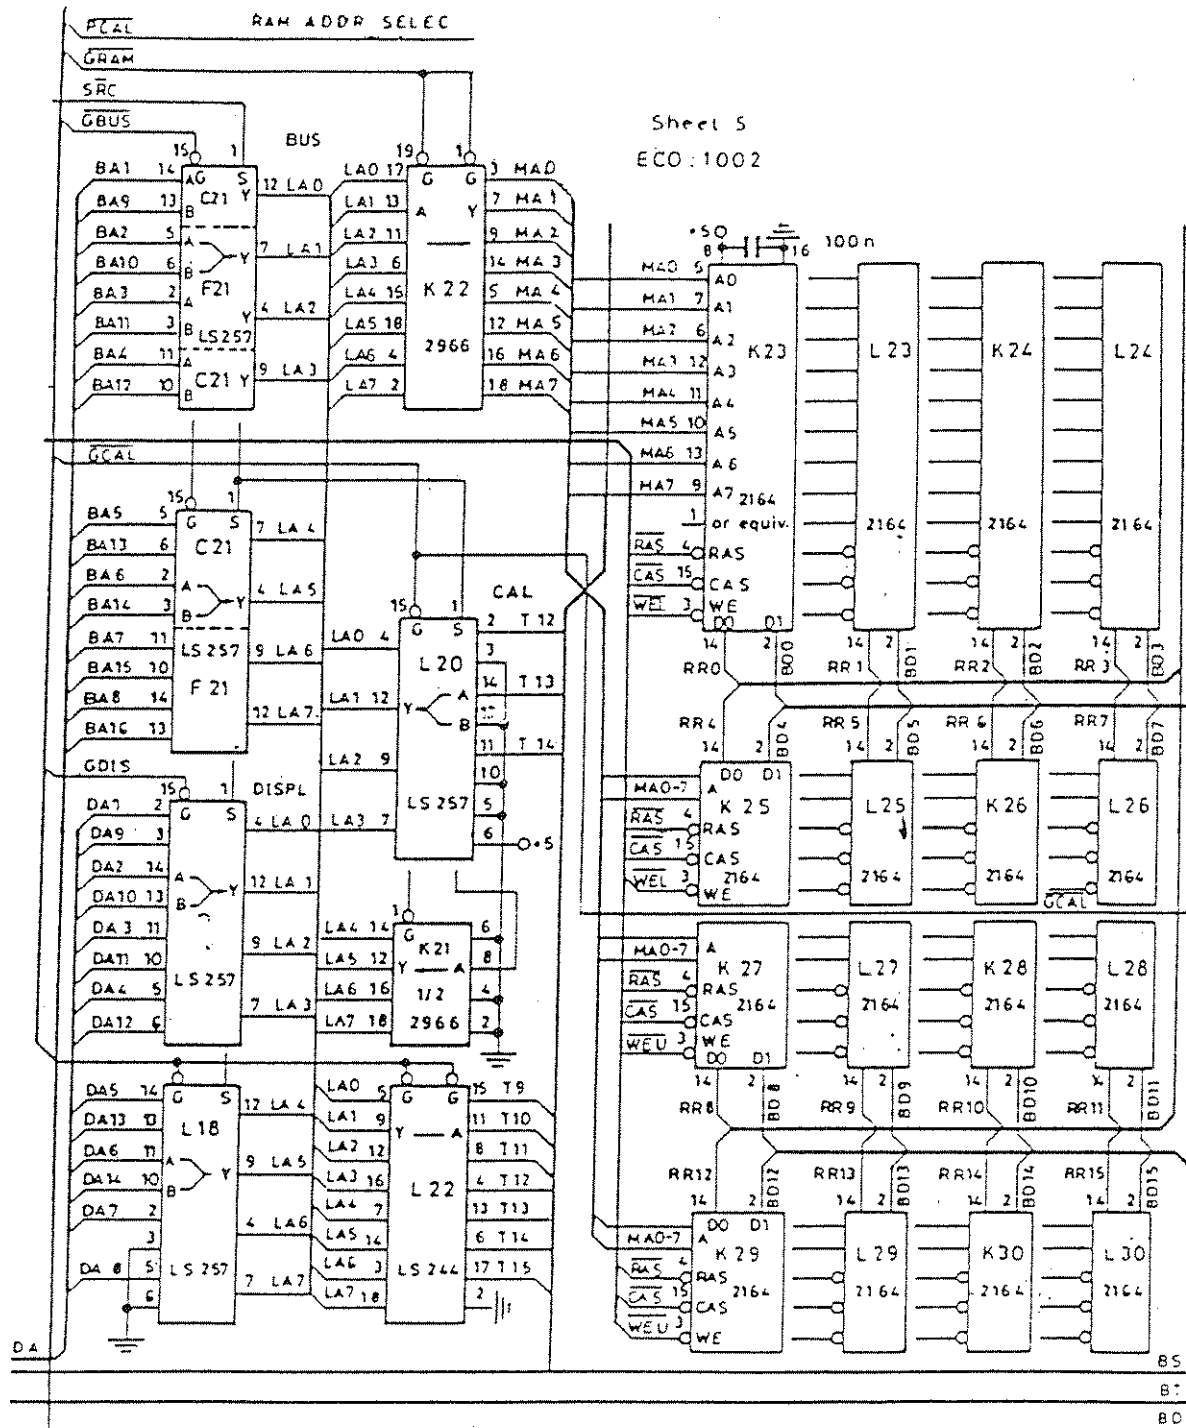 PCAL
RAM ADDR SELEC
GRAM
SRC
GBUS
BUS
Sheet 5
ECO:1002
15 1
19 1
BA1 14
BA9 13
BA2 5
BA10 6
BA3 2
BA11 3
BA4 11
BA12 10
A G S
B C21 Y
A
B Y
F21
A Y
B LS257
A
B C21 Y
12 LA0
7 LA1
4 LA2
9 LA3
LA0 17
LA1 13
LA2 11
LA3 6
LA4 15
LA5 18
LA6 4
LA7 2
G G
A Y
K22
2966
3 MA0
7 MA1
9 MA2
14 MA3
5 MA4
12 MA5
16 MA6
18 MA7
+5
8 16 100n
MA0 5
MA1 7
MA2 6
MA3 12
MA4 11
MA5 10
MA6 13
MA7 9
1
RAS 4
CAS 15
WEL 3
A0
A1
A2
K23
A3
A4
A5
A6
A7 2164
or equiv.
RAS
CAS
WE
D0 D1
L23
2164
K24
2164
L24
2164
14 2
14 2
14 2
14 2
RR0 BD0
RR1 BD1
RR2 BD2
RR3 BD3
GCAL
15 1
BA5 5
BA13 6
BA6 2
BA14 3
BA7 11
BA15 10
BA8 14
BA16 13
G S
C21
A
B Y
LS257
F21
7 LA4
4 LA5
9 LA6
12 LA7
CAL
15 1
LA0 4
LA1 12
LA2 9
LA3 7
G S
L20
Y A
B
LS257
2 T12
3
14 T13
11 T14
10
5
6 +5
RR4 BD4
RR5 BD5
RR6 BD6
RR7 BD7
14 2
14 2
14 2
14 2
MA0-7
RAS 4
CAS 15
WEL 3
D0 D1
A
K25
RAS
CAS
2164
WE
L25
2164
K26
2164
L26
2164
GCAL
GDIS
15 1
DISPL
DA1 2
DA9 3
DA2 14
DA10 13
DA3 11
DA11 10
DA4 5
DA12 6
G S
A
B Y
LS257
4 LA0
12 LA1
9 LA2
7 LA3
1
LA4 14
LA5 12
LA6 16
LA7 18
G
K21
Y A
1/2
2966
6
8
4
2
MA0-7
RAS 4
CAS 15
WEU 3
A
K27
RAS
2164
CAS
WE
D0 D1
L27
2164
K28
2164
L28
2164
14 2
14 2
14 2
14 2
RR8 BD8
RR9 BD9
RR10 BD10
RR11 BD11
DA5 14
DA13 13
DA6 11
DA14 10
DA7 2
3
DA8 5
6
G S
L18
A
B Y
LS257
12 LA4
9 LA5
4 LA6
7 LA7
LA0 5
LA1 9
LA2 12
LA3 16
LA4 7
LA5 14
LA6 3
LA7 18
G G
Y A
L22
LS244
15 T9
11 T10
8 T11
4 T12
13 T13
6 T14
17 T15
2
RR12 BD12
RR13 BD13
RR14 BD14
RR15 BD15
14 2
14 2
14 2
14 2
MA0-7
RAS 4
CAS 15
WEU 3
D0 D1
A
K29
RAS
2164
CAS
WE
L29
2164
K30
2164
L30
2164
DA
BS
BD